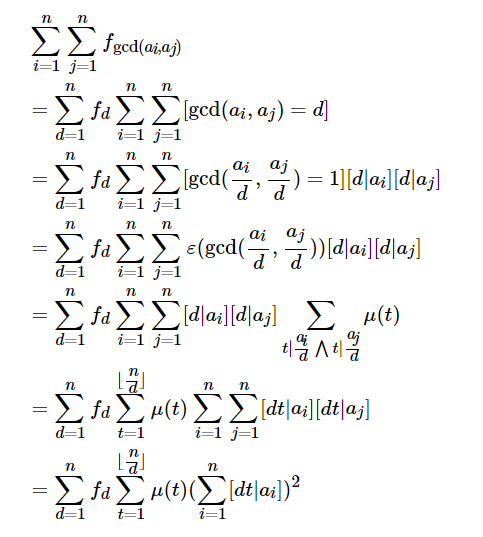 $\sum_{i=1}^{n}\sum_{j=1}^{n} f_{\gcd(a_i,a_j)}$
$=\sum_{d=1}^{n} f_d \sum_{i=1}^{n}\sum_{j=1}^{n}[\gcd(a_i,a_j)=d]$
$=\sum_{d=1}^{n} f_d \sum_{i=1}^{n}\sum_{j=1}^{n}[\gcd(\frac{a_i}{d},\frac{a_j}{d})=1][d|a_i][d|a_j]$
$=\sum_{d=1}^{n} f_d \sum_{i=1}^{n}\sum_{j=1}^{n}\varepsilon(\gcd(\frac{a_i}{d},\frac{a_j}{d}))[d|a_i][d|a_j]$
$=\sum_{d=1}^{n} f_d \sum_{i=1}^{n}\sum_{j=1}^{n}[d|a_i][d|a_j]\sum_{t|\frac{a_i}{d}\bigwedge t|\frac{a_j}{d}}\mu(t)$
$=\sum_{d=1}^{n} f_d \sum_{t=1}^{\lfloor\frac{n}{d}\rfloor}\mu(t)\sum_{i=1}^{n}\sum_{j=1}^{n}[dt|a_i][dt|a_j]$
$=\sum_{d=1}^{n} f_d \sum_{t=1}^{\lfloor\frac{n}{d}\rfloor}\mu(t)(\sum_{i=1}^{n}[dt|a_i])^2$